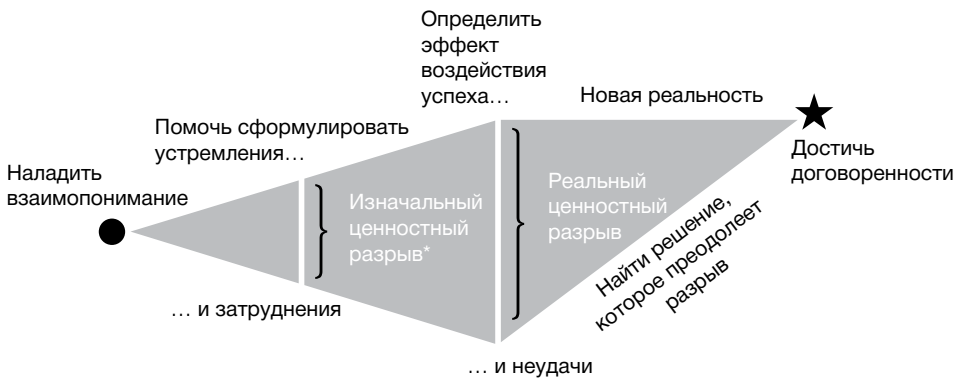 Наладить
взаимопонимание
Помочь сформулировать
устремления…
… и затруднения
Изначальный
ценностный
разрыв*
Определить
эффект
воздействия
успеха…
… и неудачи
Реальный
ценностный
разрыв
Новая реальность
Найти решение,
которое преодолеет
разрыв
Достичь
договоренности